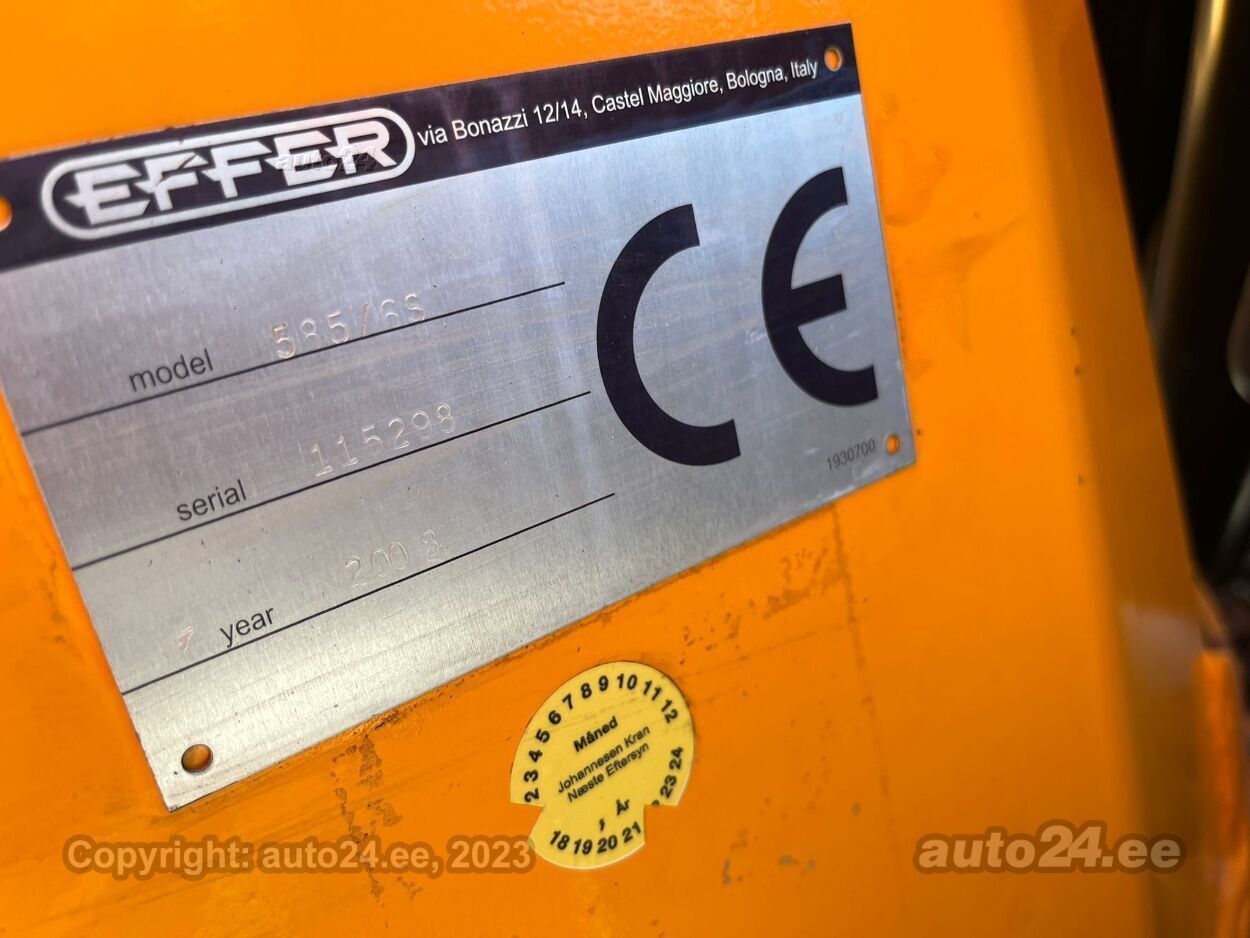 EFFER via Bonazzi 12/14, Castel Maggiore, Bologna, Italy
CE
model 585/6S
serial 115298
1930700
year 2008
2 3 4 5 6 7 8 9 10 11 12
Måned
Johannesen Kran
Næste Eftersyn
År
18 19 20 21 23 24
Copyright: auto24.ee, 2023
auto24.ee